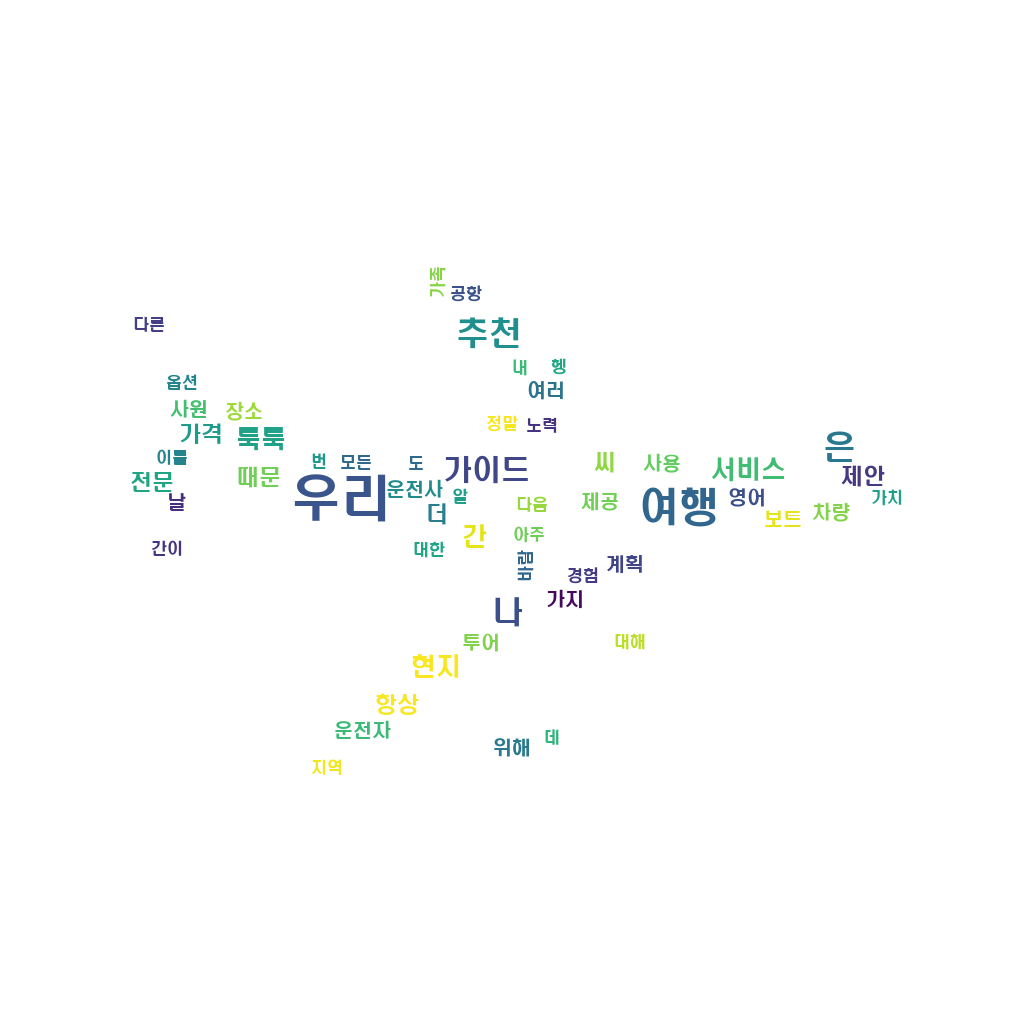 가족
공항
다른
추천
내
헹
옵션
여러
사원
장소
정말
노력
가격
툭툭
은
이름
번
모든
도
가이드
씨
사용
서비스
전문
때문
제안
날
우리
운전사
알
더
다음
제공
여행
영어
가치
보트
차량
간
아주
간이
대한
바람
경험
계획
나
가지
투어
대해
현지
항상
운전자
위해
데
지역